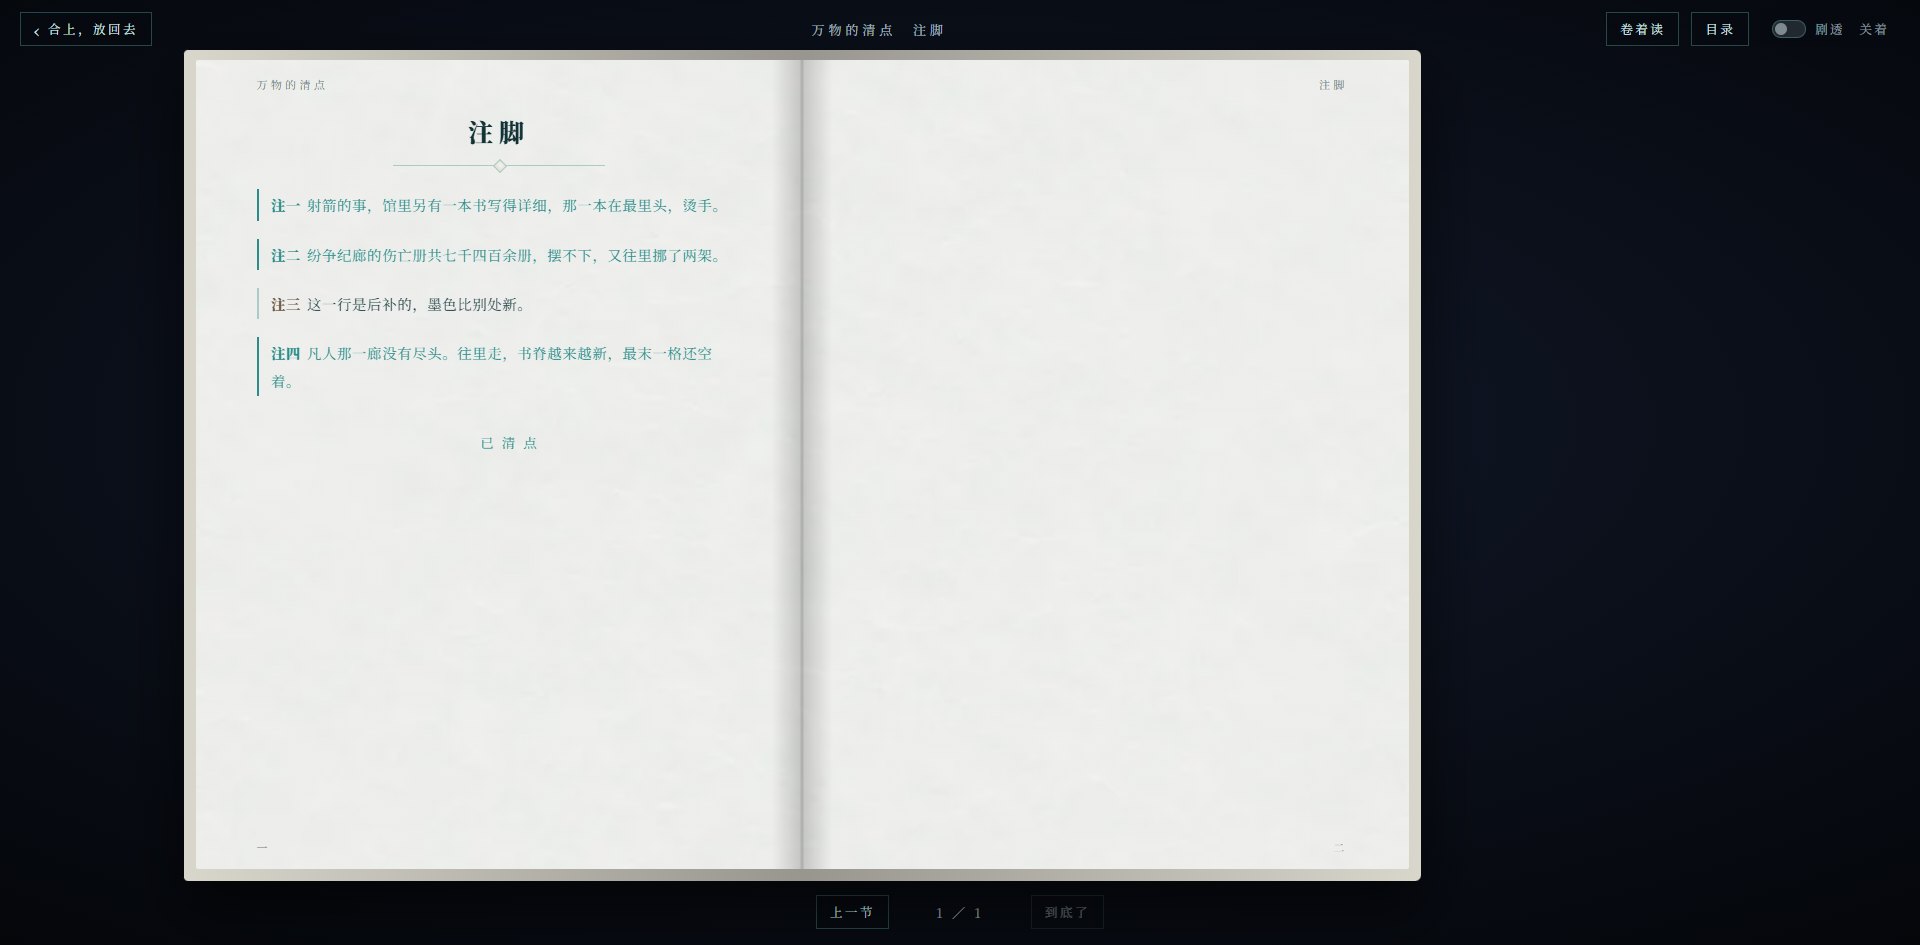 ‹ 合上，放回去
万物的清点 注脚
卷着读
目录
剧透 关着
万物的清点
注脚
注脚
注一 射箭的事，馆里另有一本书写得详细，那一本在最里头，烫手。
注二 纷争纪廊的伤亡册共七千四百余册，摆不下，又往里挪了两架。
注三 这一行是后补的，墨色比别处新。
注四 凡人那一廊没有尽头。往里走，书脊越来越新，最末一格还空
着。
已清点
一
二
上一节
1 ／ 1
到底了